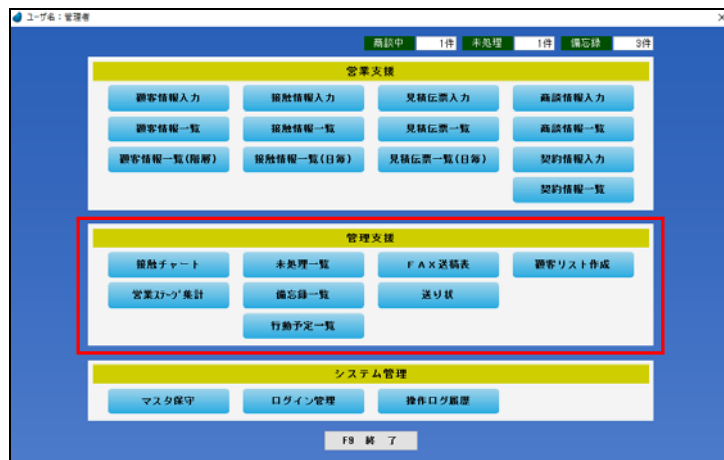 ユーザ名：管理者
商談中 1件 未処理 1件 備忘録 3件
営業支援
顧客情報入力 接触情報入力 見積伝票入力 商談情報入力
顧客情報一覧 接触情報一覧 見積伝票一覧 商談情報一覧
顧客情報一覧(階層) 接触情報一覧(日毎) 見積伝票一覧(日毎) 契約情報入力
契約情報一覧
管理支援
接触チャート 未処理一覧 ＦＡＸ送稿表 顧客リスト作成
営業ｽﾃｰｼﾞ集計 備忘録一覧 送り状
行動予定一覧
システム管理
マスタ保守 ログイン管理 操作ログ履歴
F9 終 了